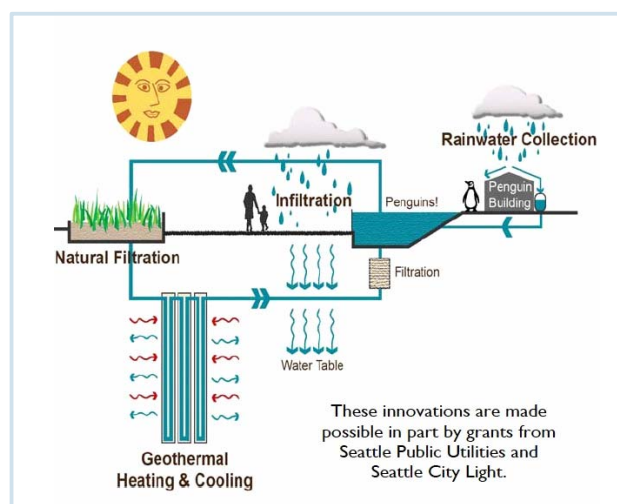 Rainwater Collection
Infiltration
Penguins!
Penguin
Building
Natural Filtration
Filtration
Water Table
Geothermal
Heating & Cooling
These innovations are made
possible in part by grants from
Seattle Public Utilities and
Seattle City Light.